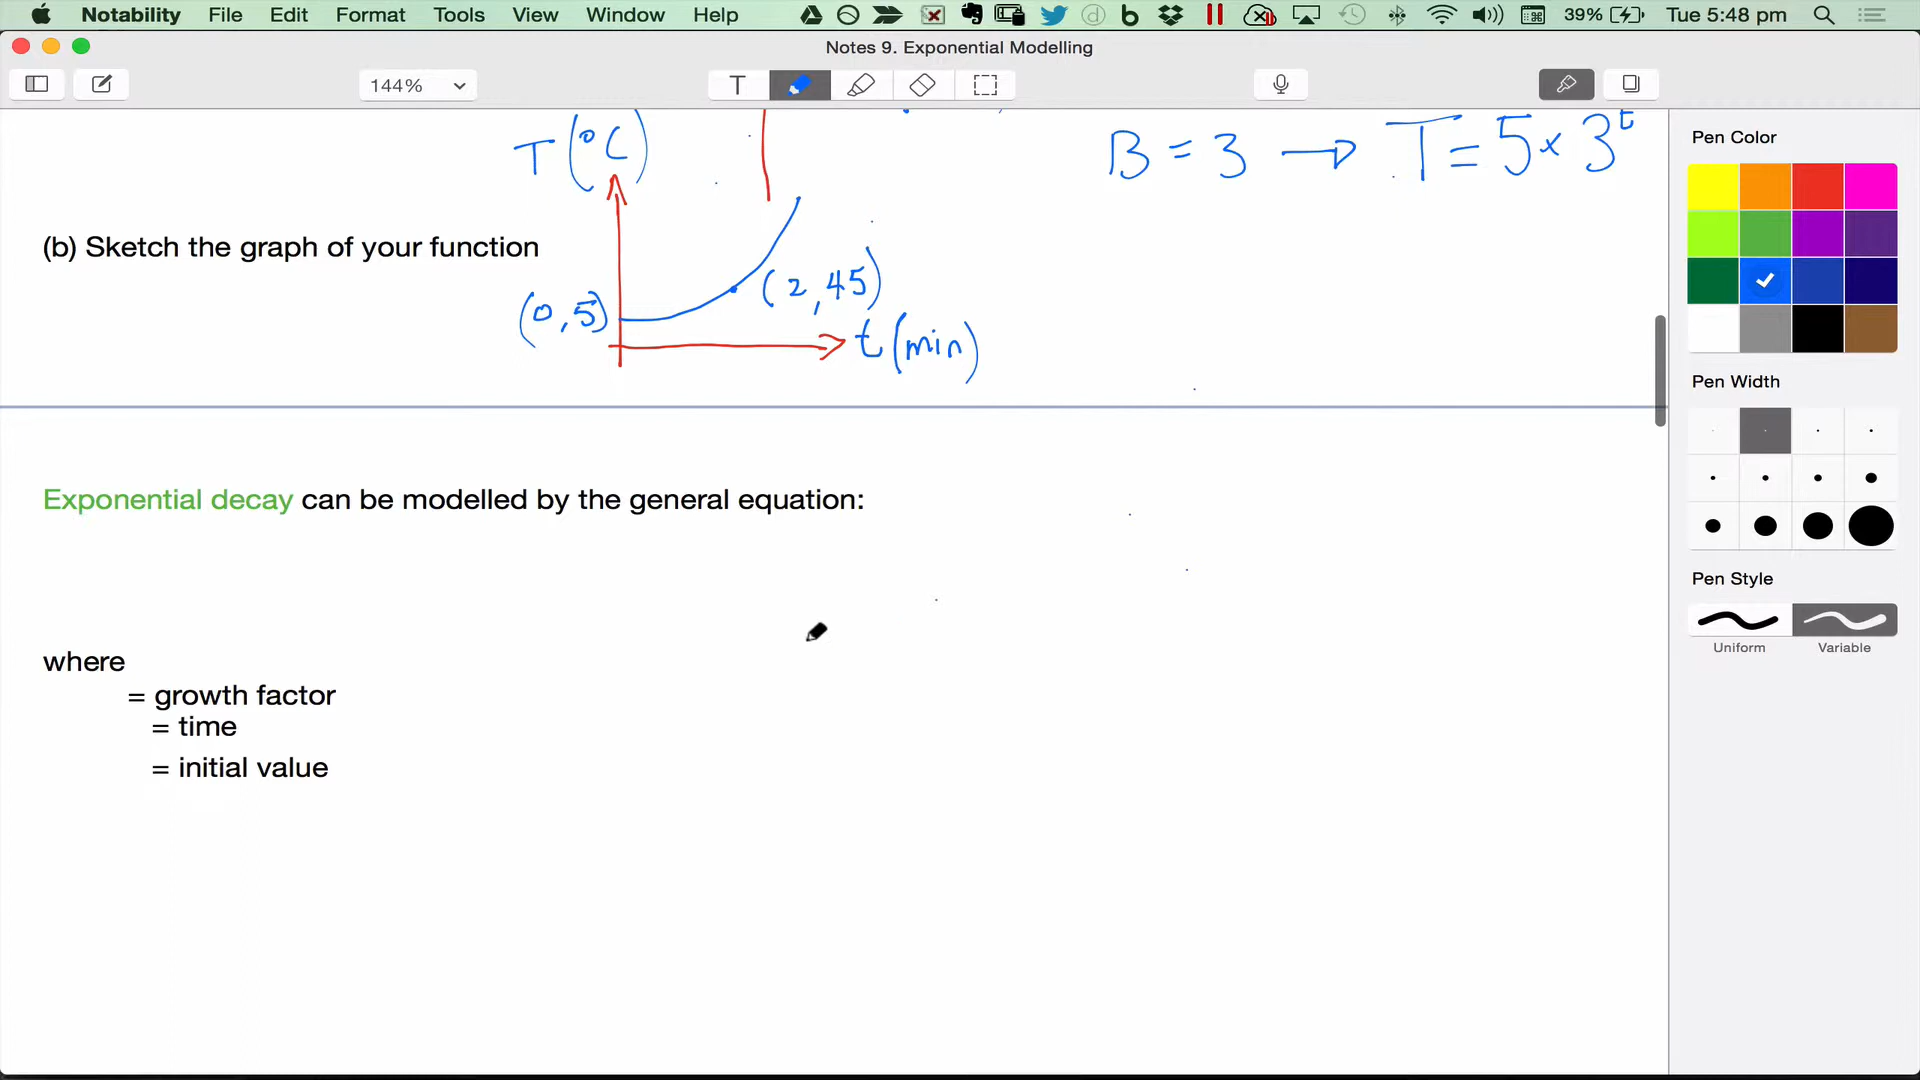 Notability File Edit Format Tools View Window Help 39% Tue 5:48 pm
Notes 9. Exponential Modelling
144% T
T (°C)
B = 3 → T = 5 × 3^t
(b) Sketch the graph of your function
(2, 45)
(0, 5)
t (min)
Exponential decay can be modelled by the general equation:
where
= growth factor
= time
= initial value
Pen Color
Pen Width
Pen Style
Uniform Variable